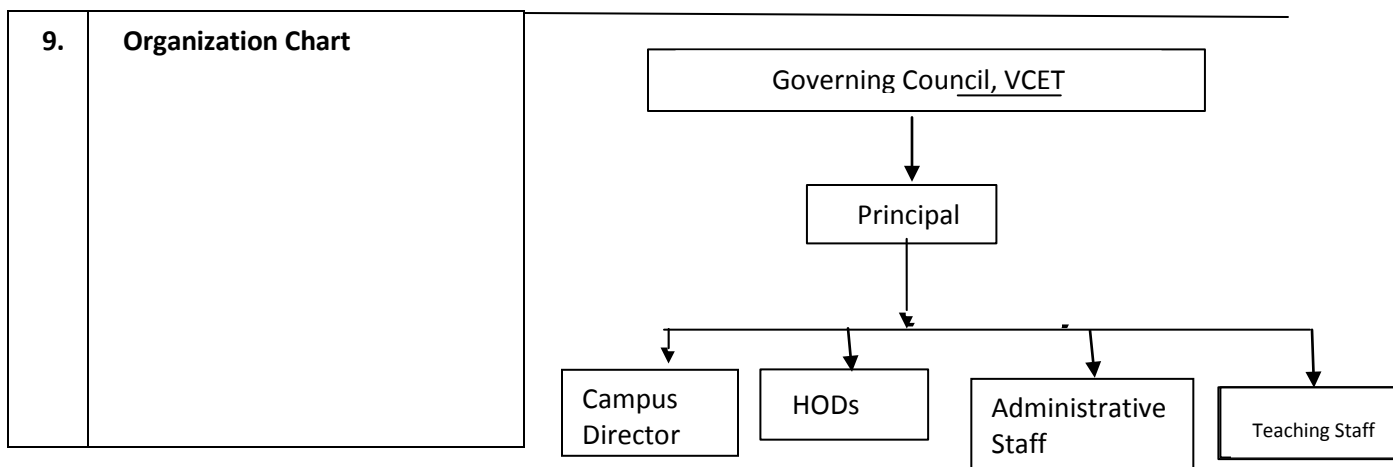 9. Organization Chart
Governing Council, VCET
Principal
Campus
Director
HODs
Administrative
Staff
Teaching Staff